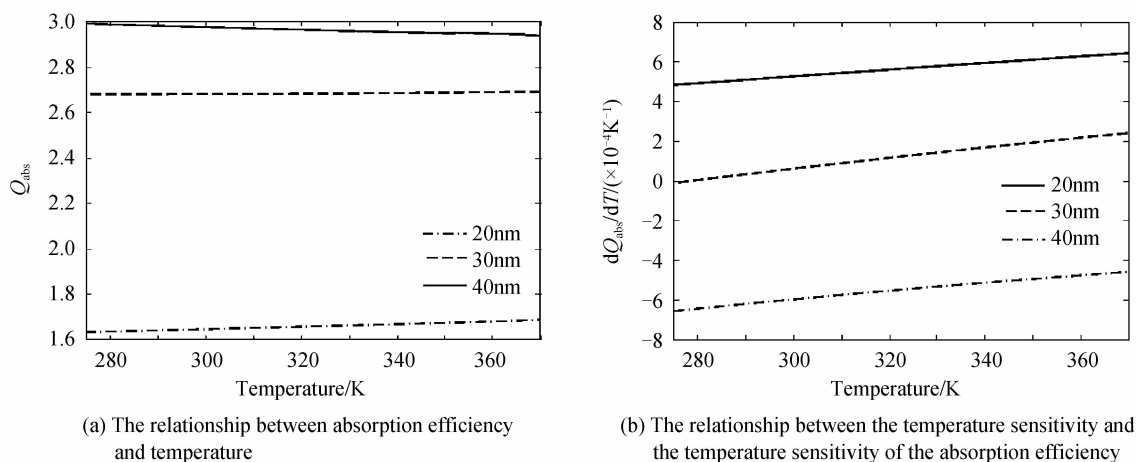 3.0
2.8
2.6
2.4
2.2
2.0
1.8
1.6
Qabs
20nm
30nm
40nm
280 300 320 340 360
Temperature/K
(a) The relationship between absorption efficiency
and temperature
8
6
4
2
0
−2
−4
−6
−8
dQabs/dT/(×10⁻⁴K⁻¹)
20nm
30nm
40nm
280 300 320 340 360
Temperature/K
(b) The relationship between the temperature sensitivity and
the temperature sensitivity of the absorption efficiency